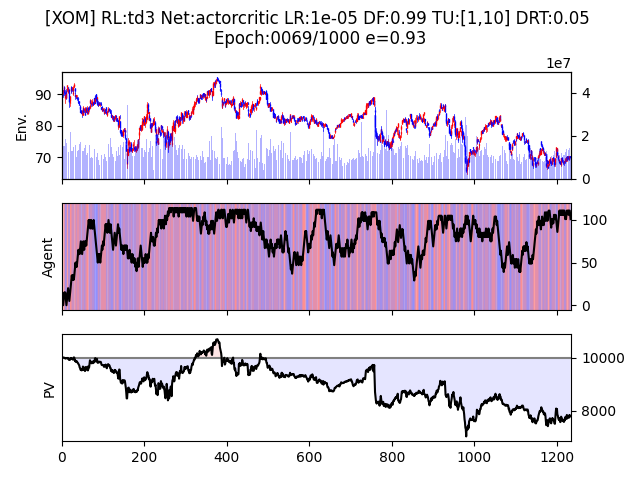 [XOM] RL:td3 Net:actorcritic LR:1e-05 DF:0.99 TU:[1,10] DRT:0.05
Epoch:0069/1000 e=0.93
1e7
Env.
90
80
70
4
2
0
Agent
100
50
0
PV
10000
8000
0 200 400 600 800 1000 1200